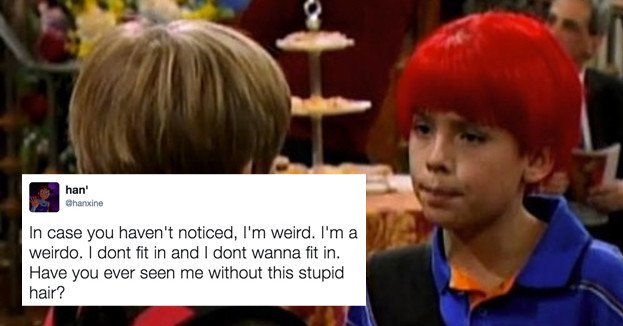 han'
@hanxine
In case you haven't noticed, I'm weird. I'm a
weirdo. I dont fit in and I dont wanna fit in.
Have you ever seen me without this stupid
hair?